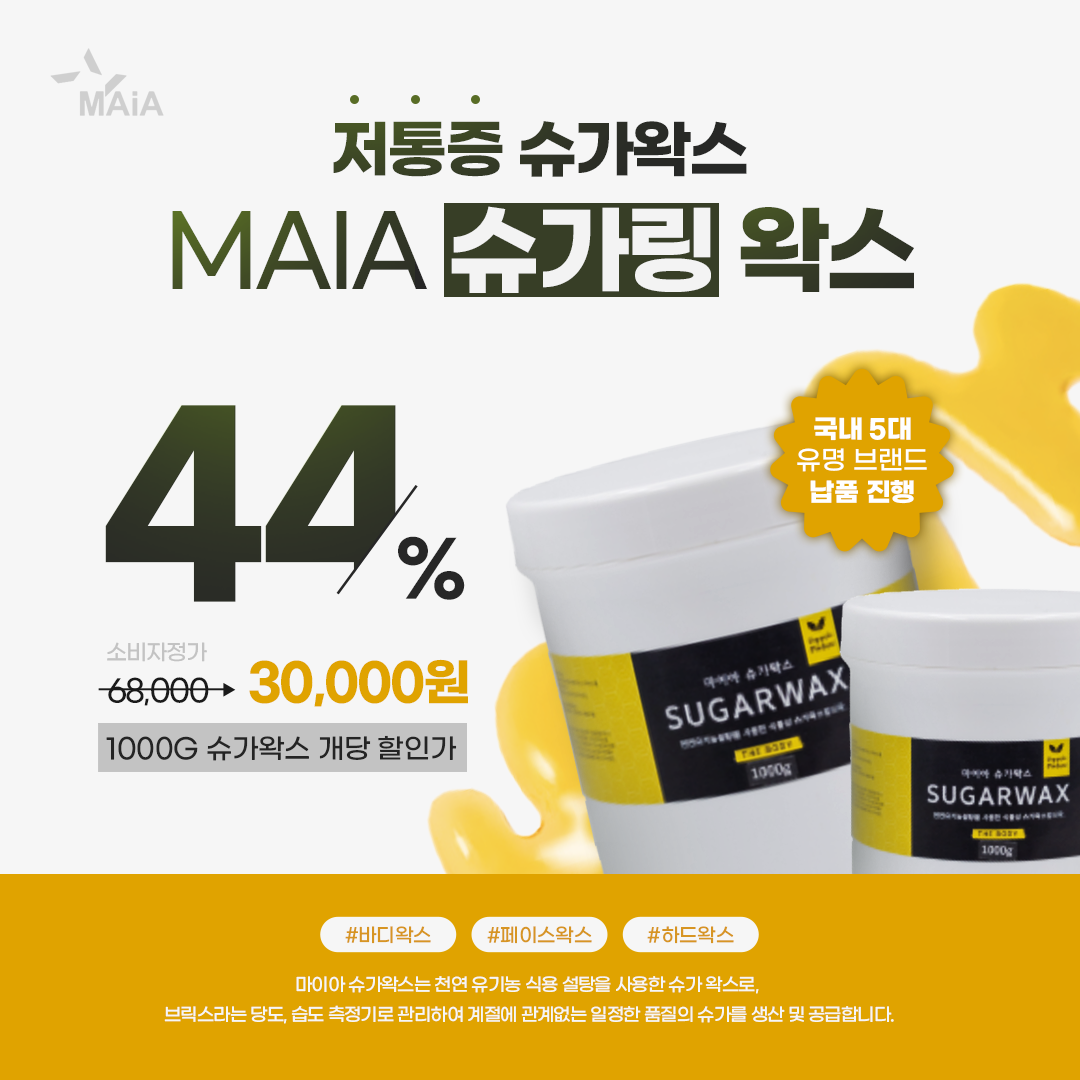 MAiA
저통증 슈가왁스
MAIA 슈가링 왁스
44%
국내 5대
유명 브랜드
납품 진행
소비자정가
68,000
30,000원
1000G 슈가왁스 개당 할인가
마이아 슈가왁스
SUGARWAX
THE BODY
1000g
마이아 슈가왁스
SUGARWAX
THE BODY
1000g
#바디왁스
#페이스왁스
#하드왁스
마이아 슈가왁스는 천연 유기농 식용 설탕을 사용한 슈가 왁스로,
브릭스라는 당도, 습도 측정기로 관리하여 계절에 관계없는 일정한 품질의 슈가를 생산 및 공급합니다.